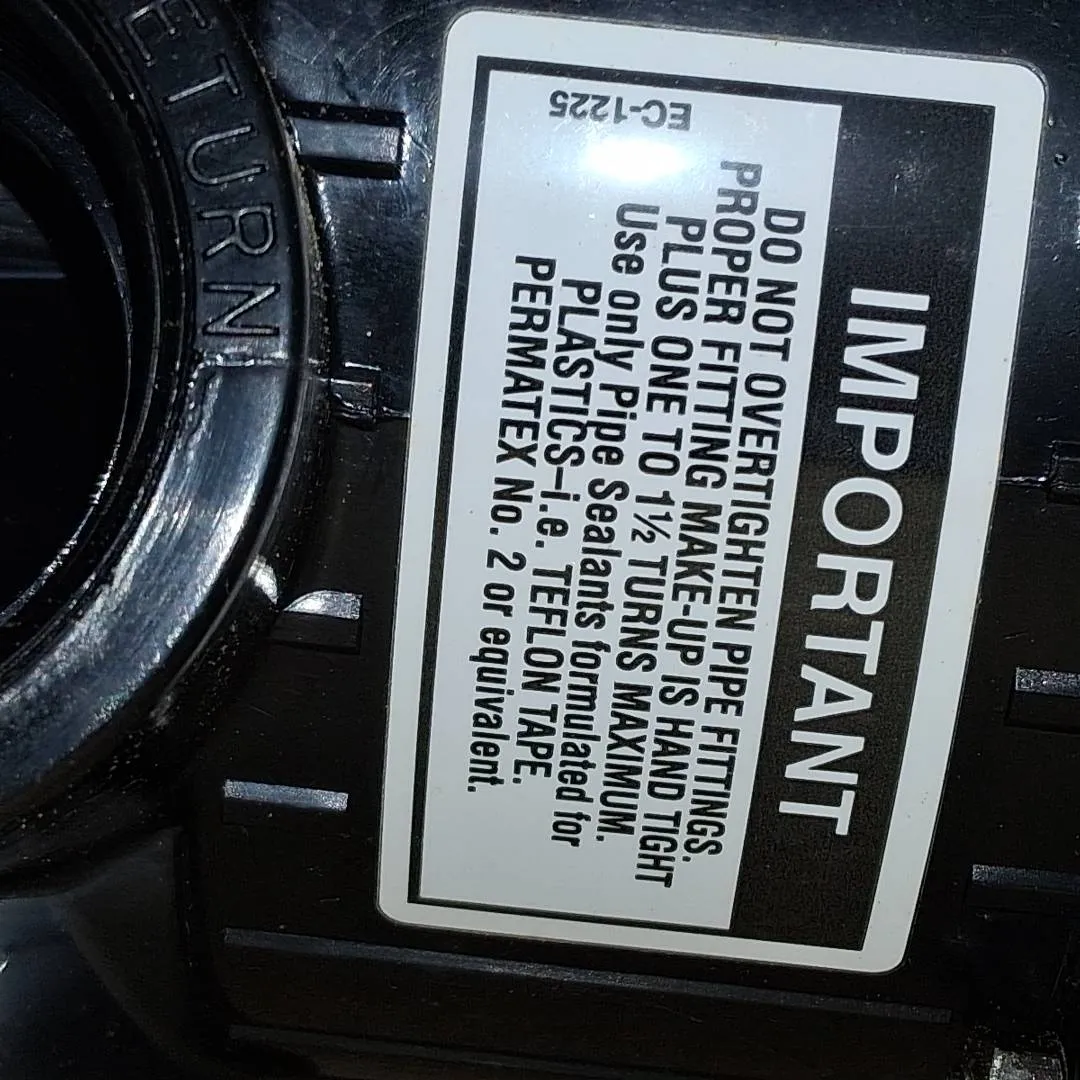 IMPORTANT
DO NOT OVERTIGHTEN PIPE FITTINGS.
PROPER FITTING MAKE-UP IS HAND TIGHT
PLUS ONE TO 1½ TURNS MAXIMUM.
Use only Pipe Sealants formulated for
PLASTICS-i.e. TEFLON TAPE.
PERMATEX No. 2 or equivalent.
EC-1225
ETURN